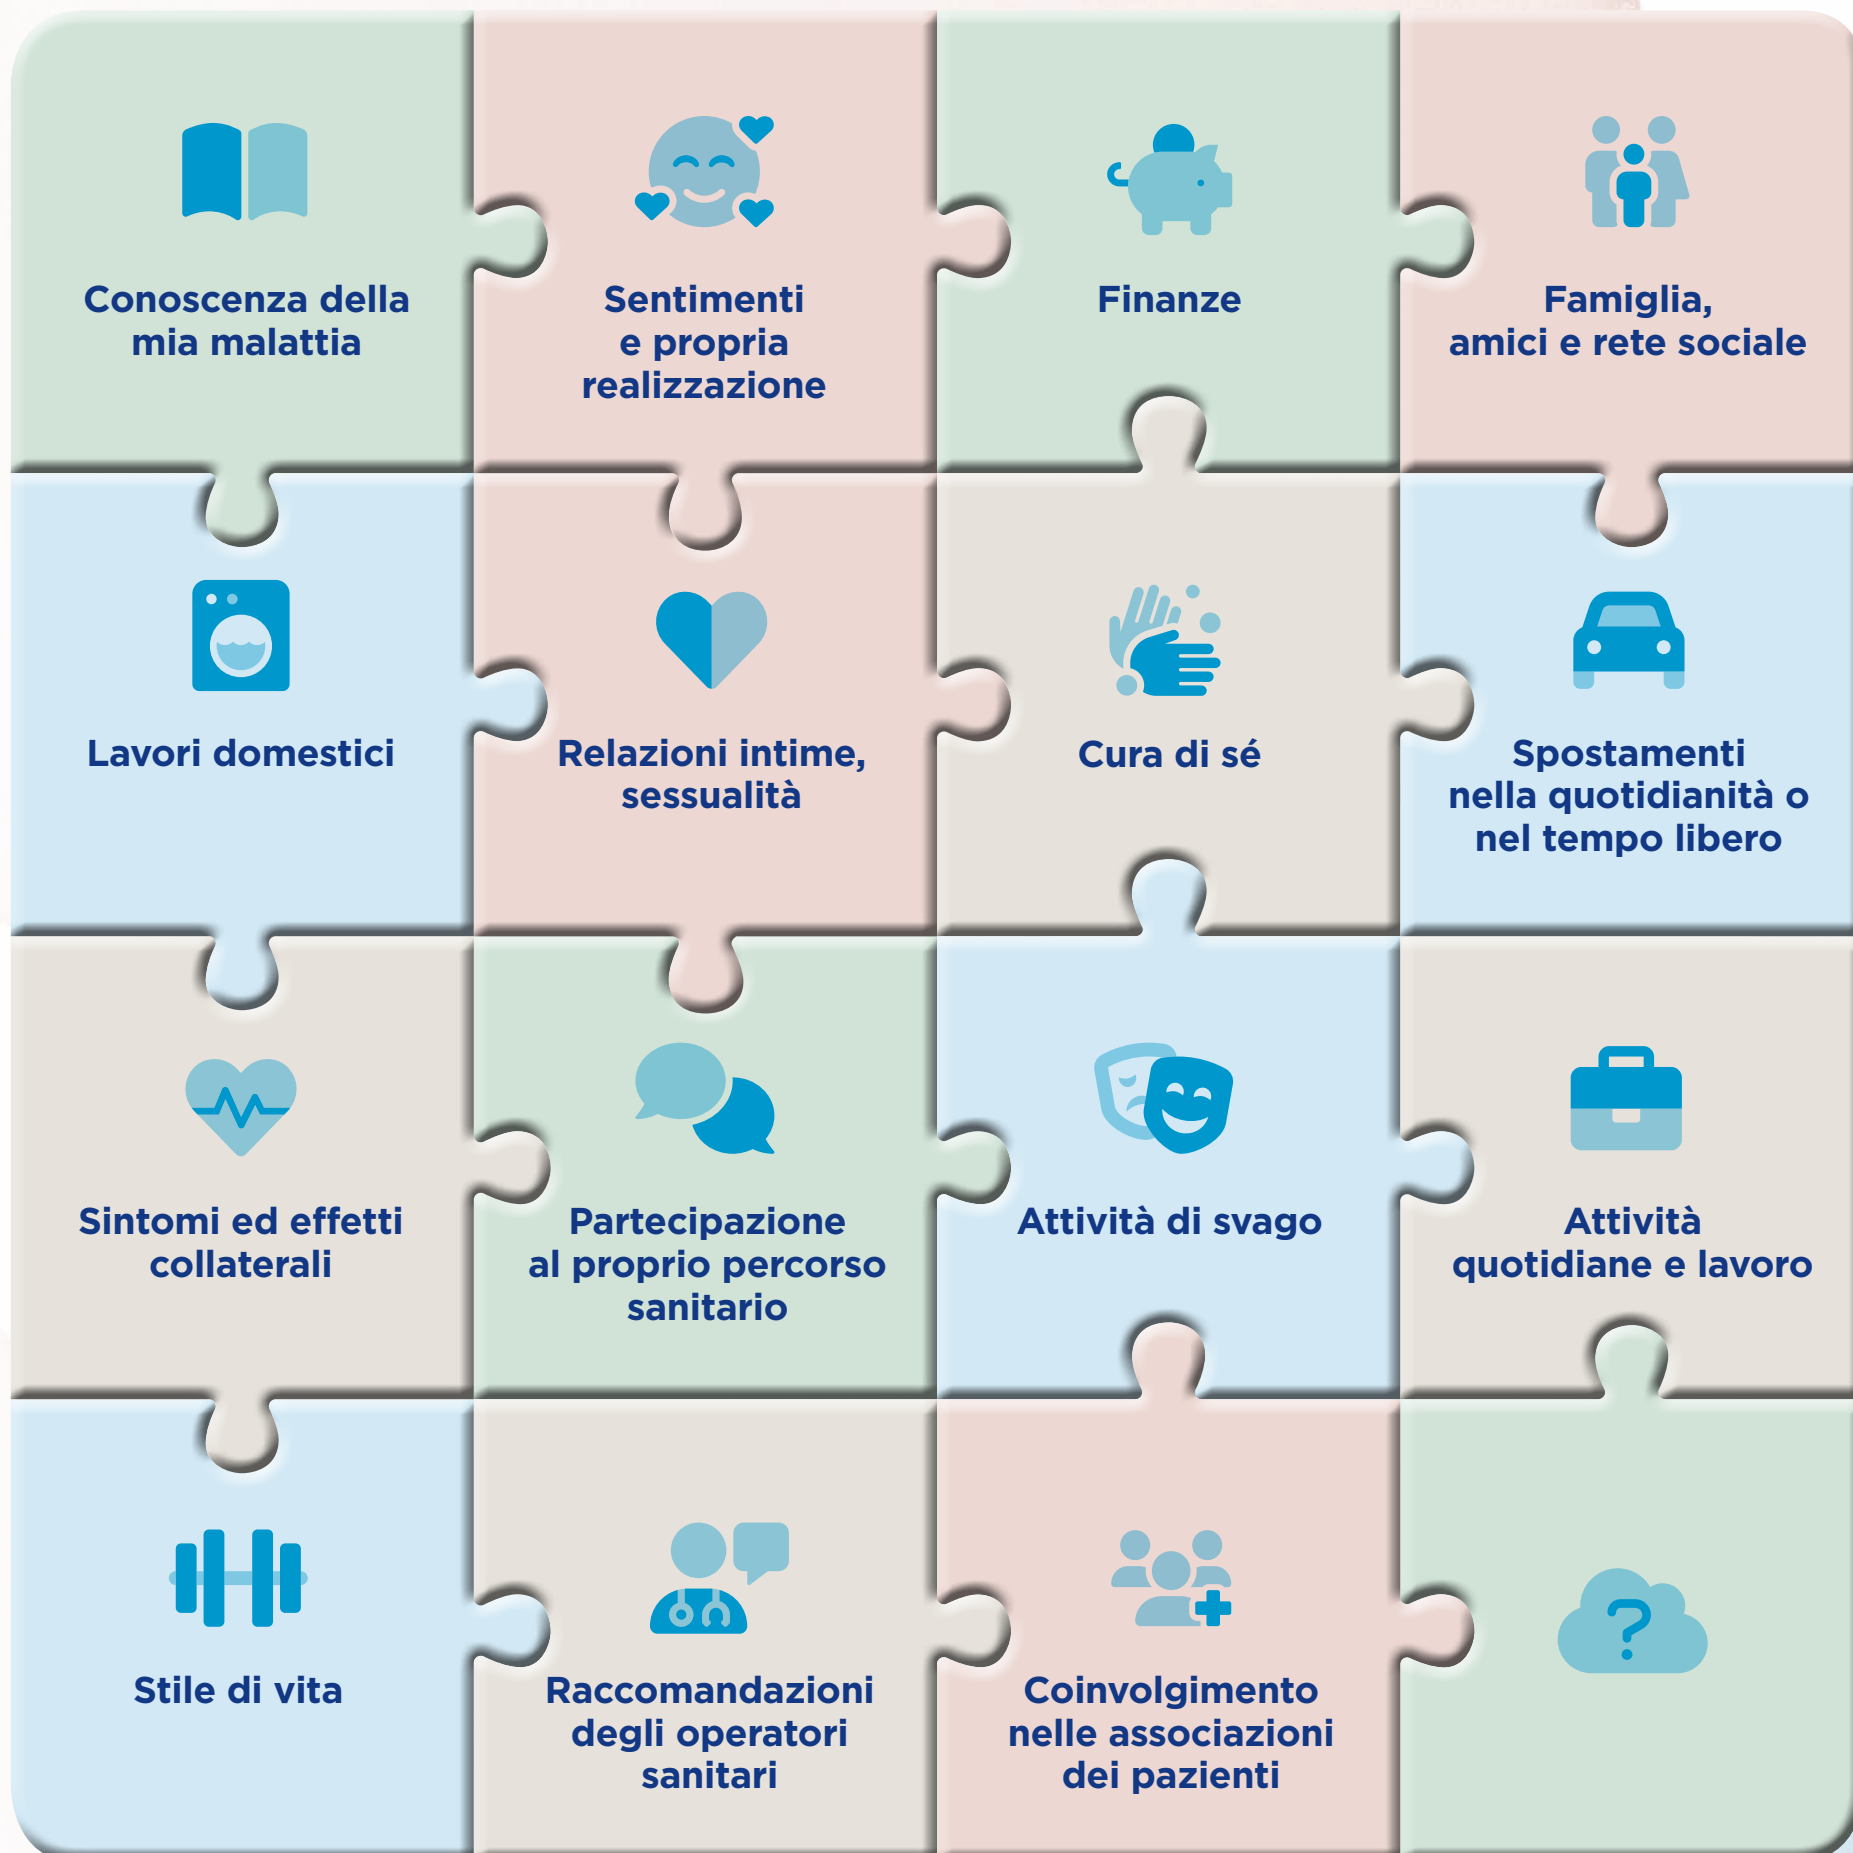 Conoscenza della
mia malattia
Sentimenti
e propria
realizzazione
Finanze
Famiglia,
amici e rete sociale
Lavori domestici
Relazioni intime,
sessualità
Cura di sé
Spostamenti
nella quotidianità o
nel tempo libero
Sintomi ed effetti
collaterali
Partecipazione
al proprio percorso
sanitario
Attività di svago
Attività
quotidiane e lavoro
Stile di vita
Raccomandazioni
degli operatori
sanitari
Coinvolgimento
nelle associazioni
dei pazienti
?